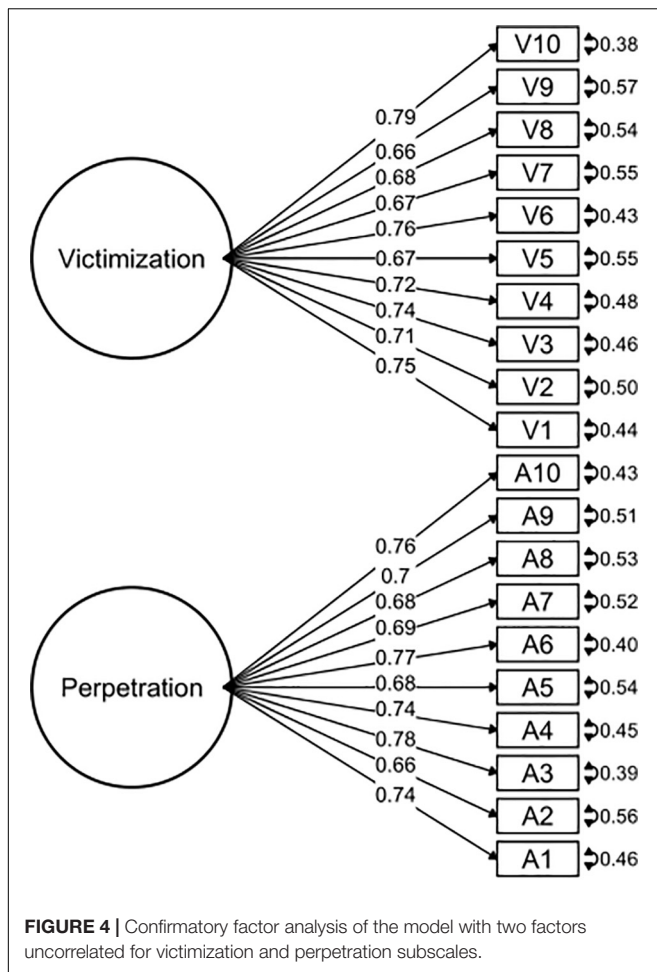 V10 0.38
0.79
V9 0.57
0.66
V8 0.54
0.68
V7 0.55
0.67
V6 0.43
0.76
Victimization
V5 0.55
0.67
V4 0.48
0.72
V3 0.46
0.74
V2 0.50
0.71
V1 0.44
0.75
A10 0.43
0.76
A9 0.51
0.7
A8 0.53
0.68
A7 0.52
0.69
A6 0.40
0.77
Perpetration
A5 0.54
0.68
A4 0.45
0.74
A3 0.39
0.78
A2 0.56
0.66
A1 0.46
0.74
FIGURE 4 | Confirmatory factor analysis of the model with two factors
uncorrelated for victimization and perpetration subscales.